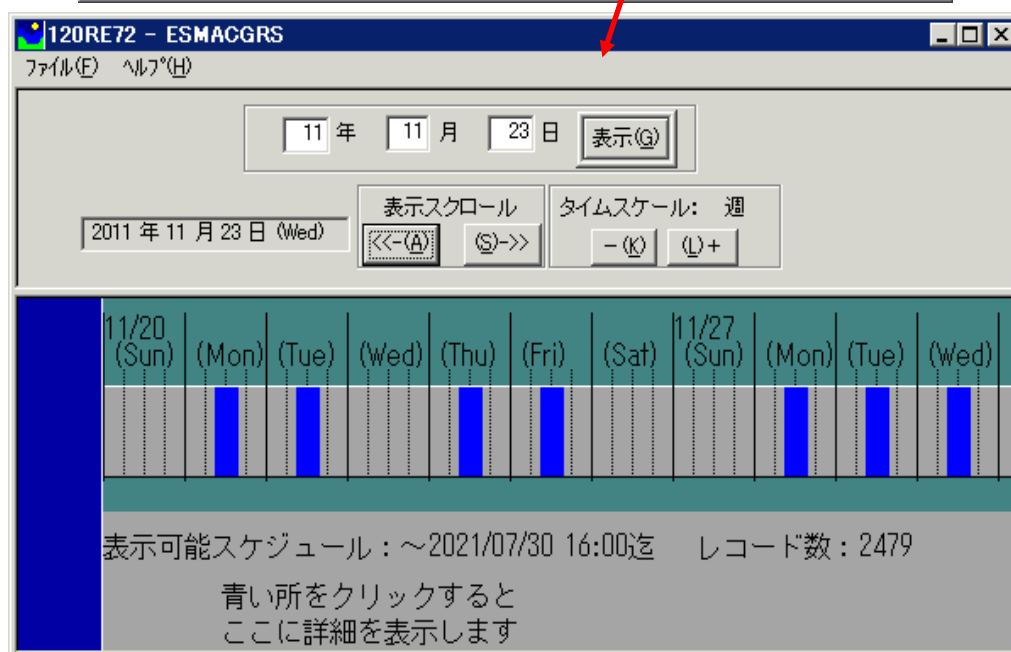 120RE72 - ESMACGRS
ﾌｧｲﾙ(F) ﾍﾙﾌﾟ(H)
11 年 11 月 23 日 表示(G)
表示スクロール タイムスケール： 週
2011 年 11 月 23 日 (Wed) <<-(A) (S)->> －(K) (L)＋
11/20 11/27
(Sun) (Mon) (Tue) (Wed) (Thu) (Fri) (Sat) (Sun) (Mon) (Tue) (Wed)
表示可能スケジュール：～2021/07/30 16:00迄 レコード数：2479
青い所をクリックすると
ここに詳細を表示します